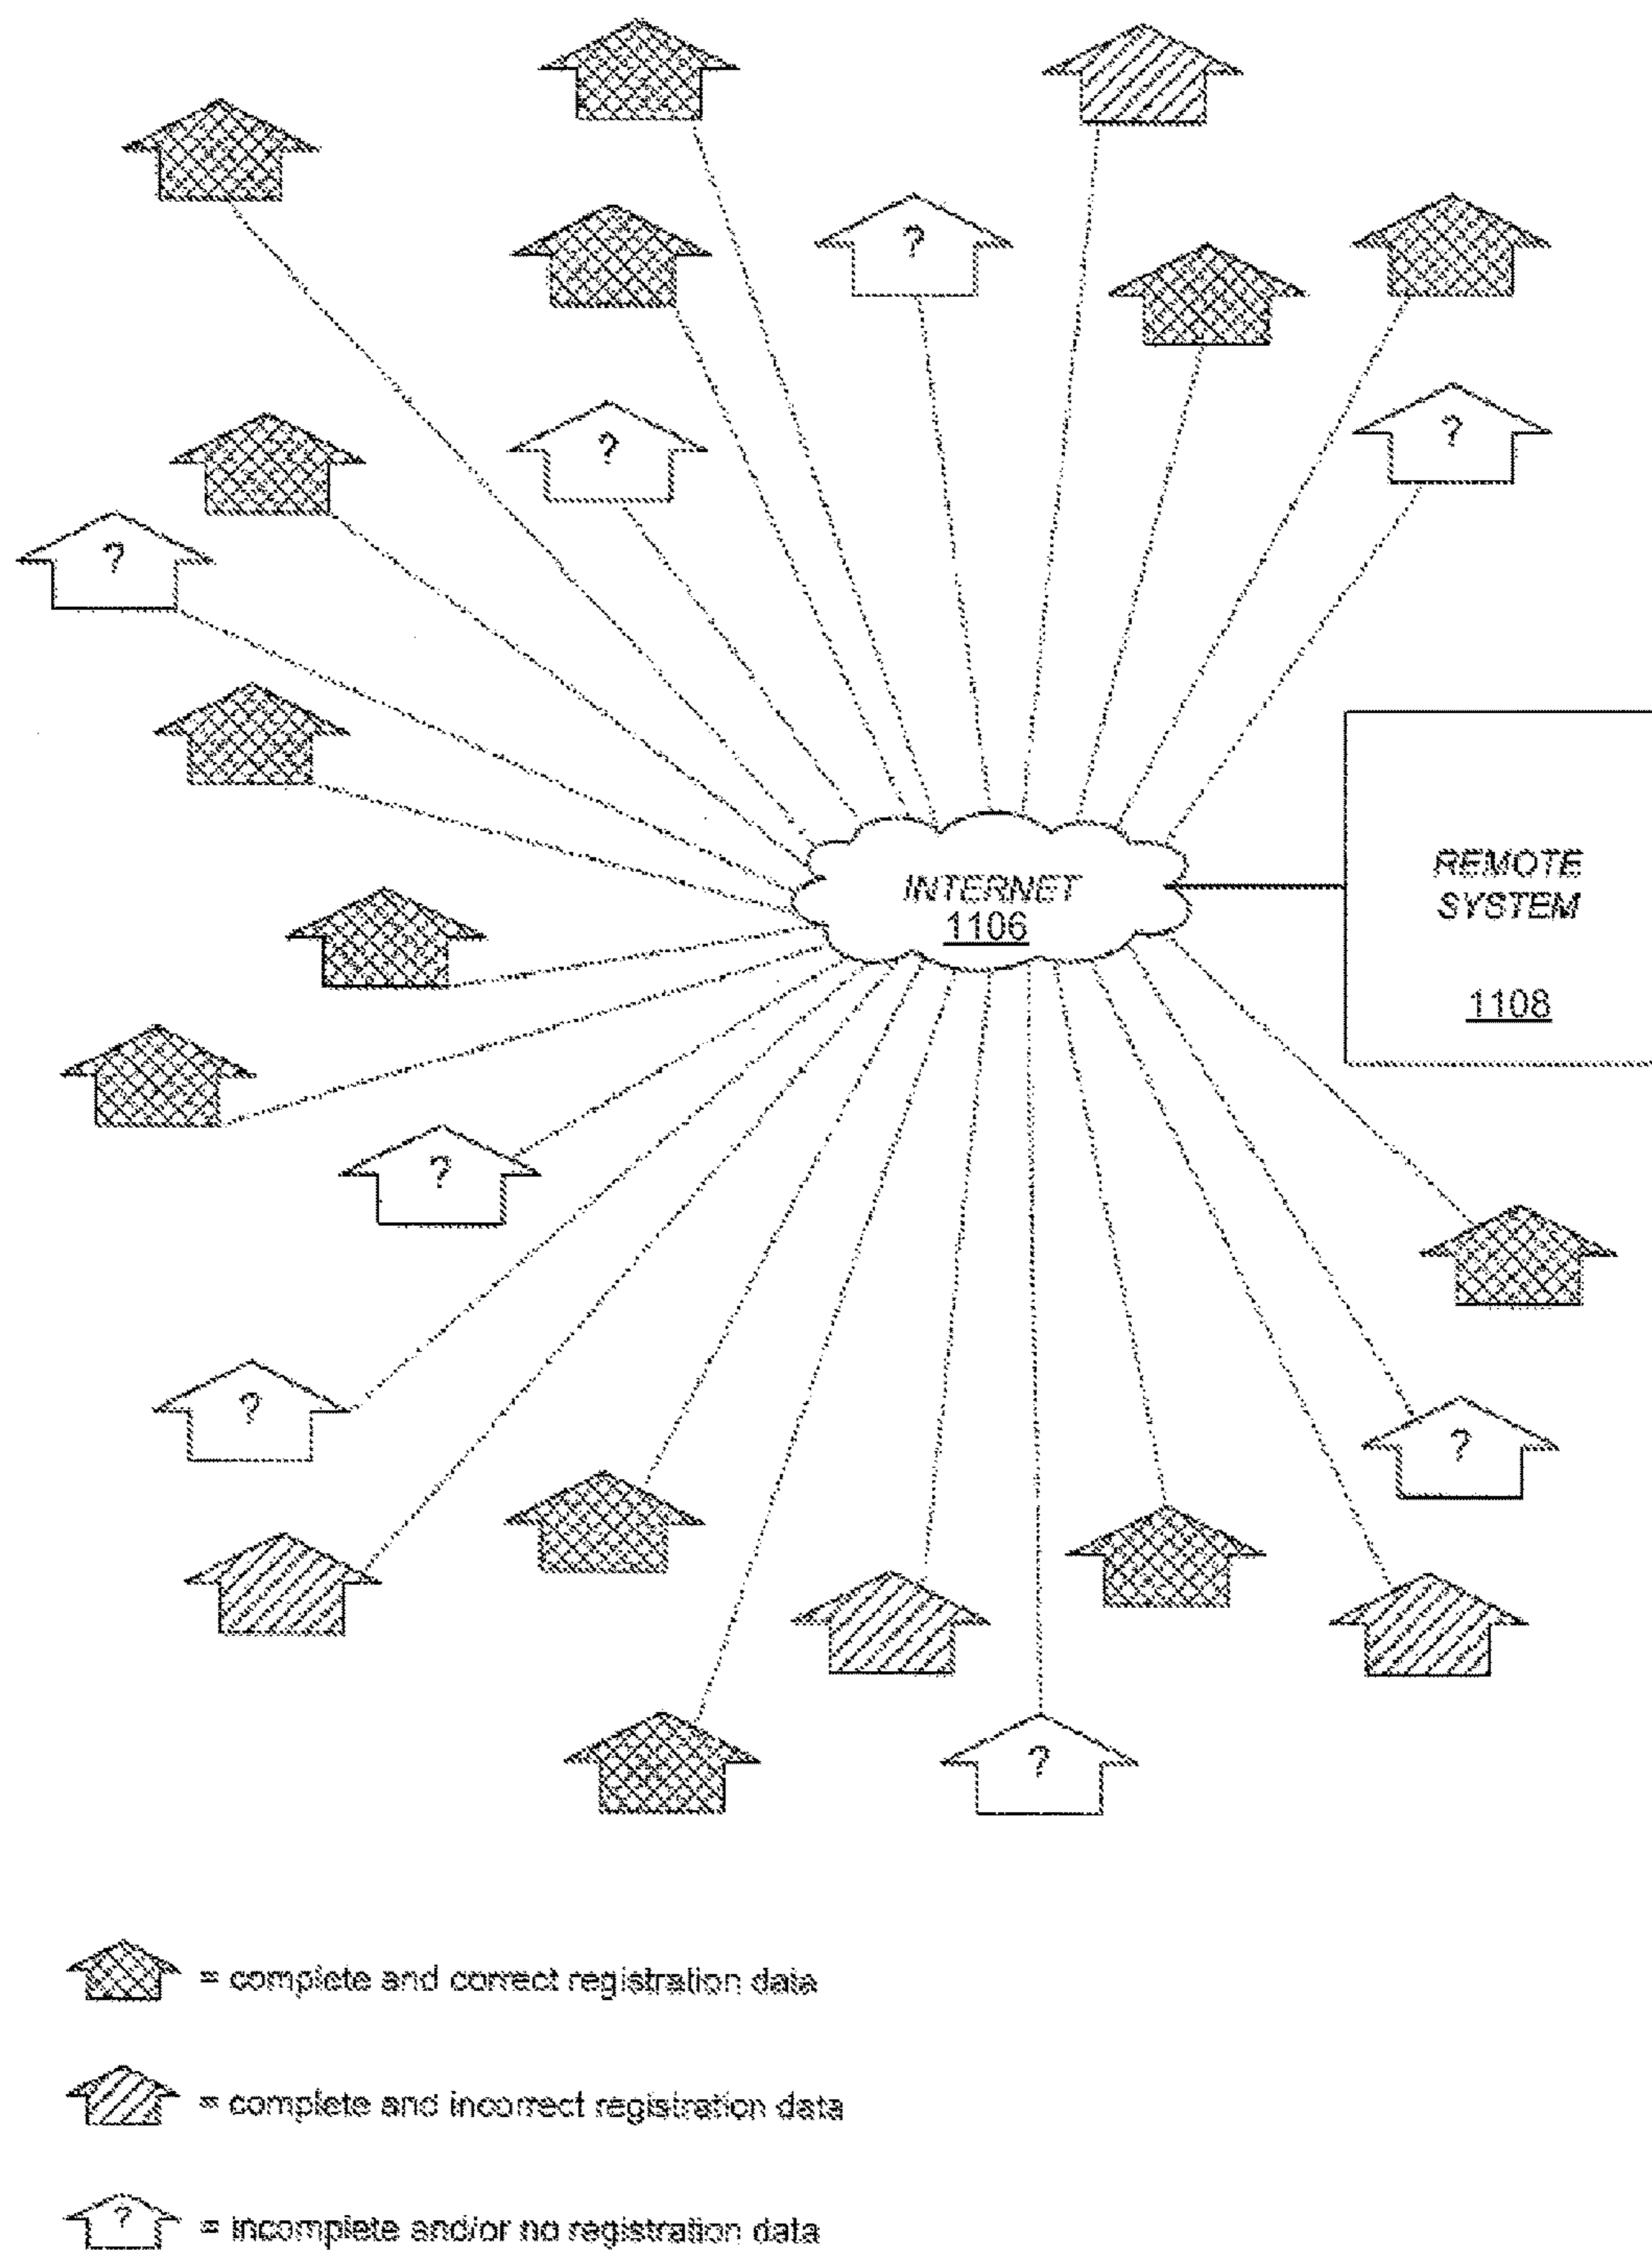 ?
?
?
?
INTERNET
1106
REMOTE
SYSTEM
1108
?
?
?
?
= complete and correct registration data
= complete and incorrect registration data
? = incomplete and/or no registration data